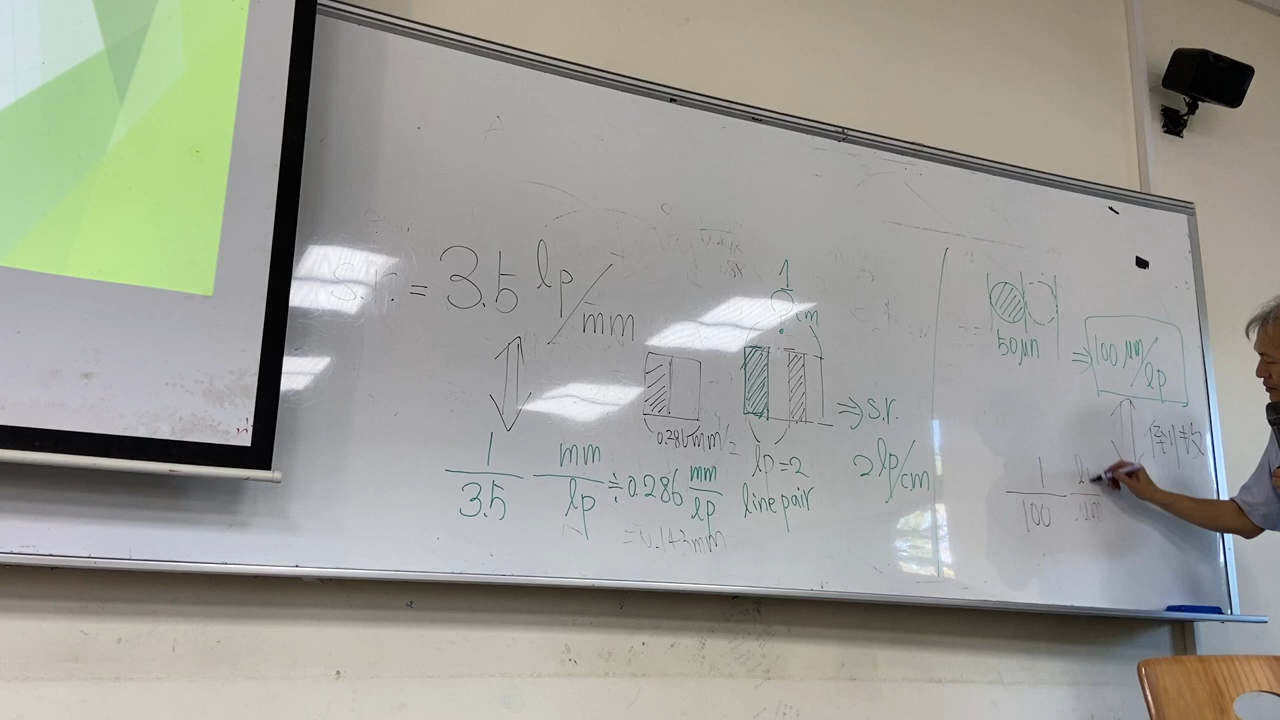 s.r. = 3.5 lp/mm
1/3.5 mm/lp ≑ 0.286 mm/lp
= 0.143mm
0.286mm/2
1 cm
lp=2
line pair
⇒ s.r.
2 lp/cm
50μm
⇒ 100 μm/lp
倒数
1/100